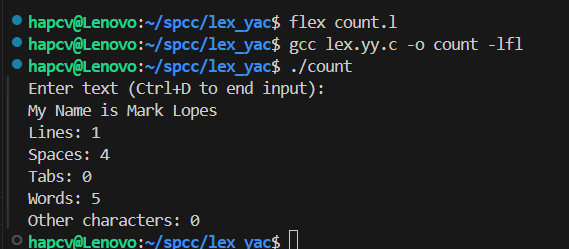 hapcv@Lenovo:~/spcc/lex_yac$ flex count.l
hapcv@Lenovo:~/spcc/lex_yac$ gcc lex.yy.c -o count -lfl
hapcv@Lenovo:~/spcc/lex_yac$ ./count
Enter text (Ctrl+D to end input):
My Name is Mark Lopes
Lines: 1
Spaces: 4
Tabs: 0
Words: 5
Other characters: 0
hapcv@Lenovo:~/spcc/lex_yac$